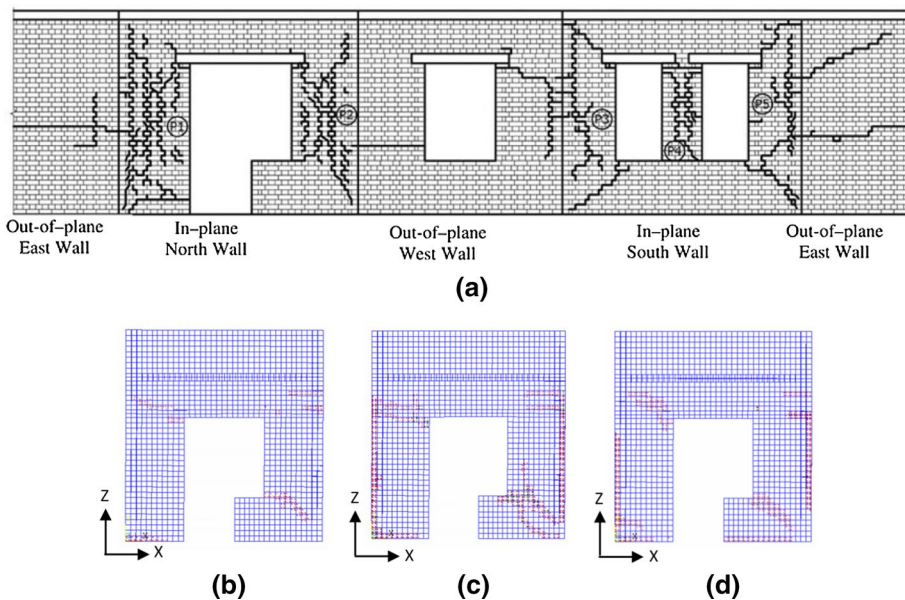 P1
P2
P3
P4
P5
Out-of–plane
East Wall
In–plane
North Wall
Out-of–plane
West Wall
In–plane
South Wall
Out-of–plane
East Wall
(a)
Z
X
X
(b)
Z
X
(c)
Z
X
X
(d)